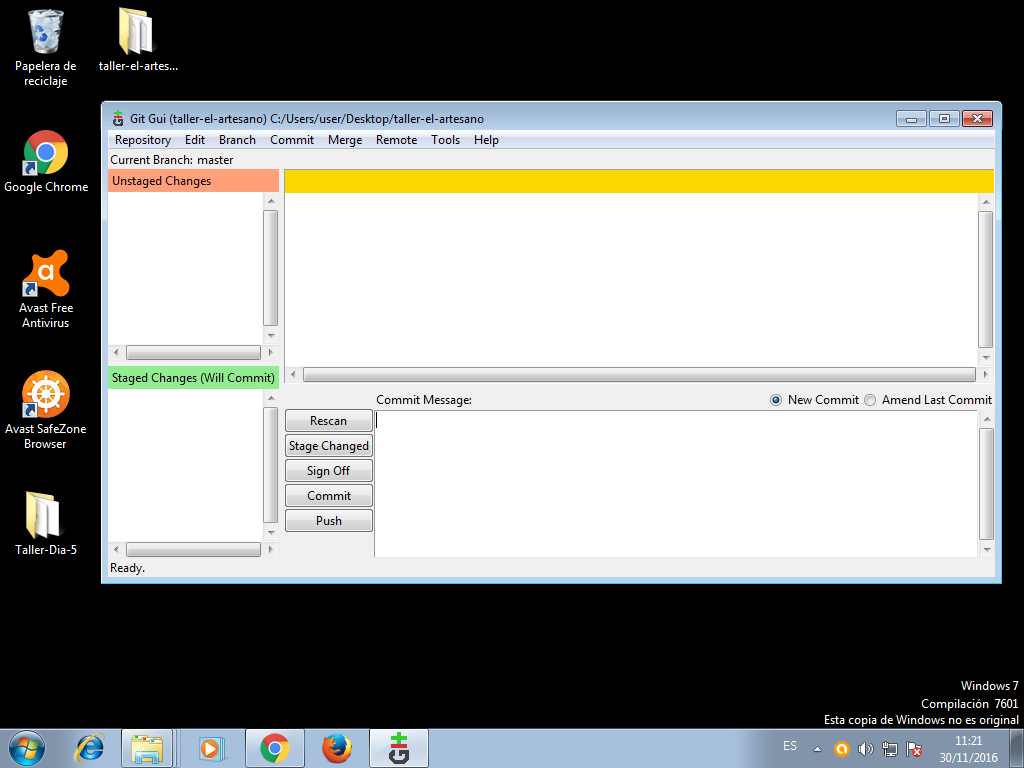 Papelera de
reciclaje
taller-el-artes...
Google Chrome
Avast Free
Antivirus
Avast SafeZone
Browser
Taller-Dia-5
Git Gui (taller-el-artesano) C:/Users/user/Desktop/taller-el-artesano
Repository Edit Branch Commit Merge Remote Tools Help
Current Branch: master
Unstaged Changes
Staged Changes (Will Commit)
Commit Message:
New Commit Amend Last Commit
Rescan
Stage Changed
Sign Off
Commit
Push
Ready.
Windows 7
Compilación 7601
Esta copia de Windows no es original
ES
11:21
30/11/2016